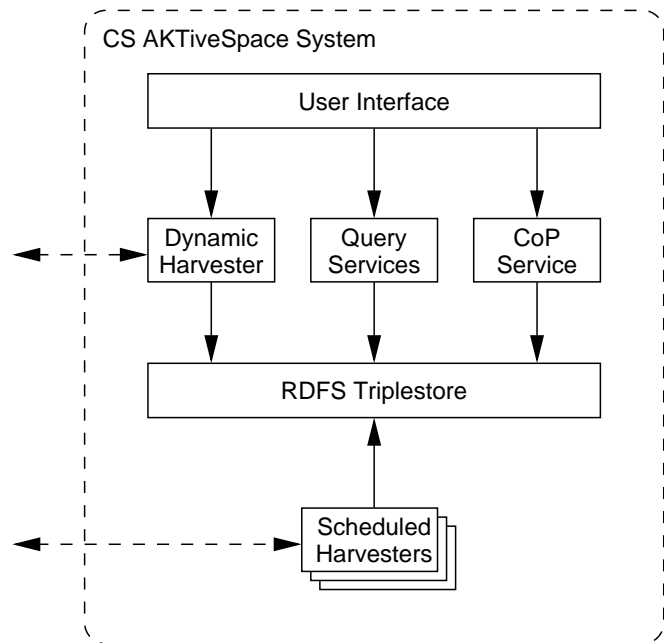 CS AKTiveSpace System
User Interface
Dynamic
Harvester
Query
Services
CoP
Service
RDFS Triplestore
Scheduled
Harvesters